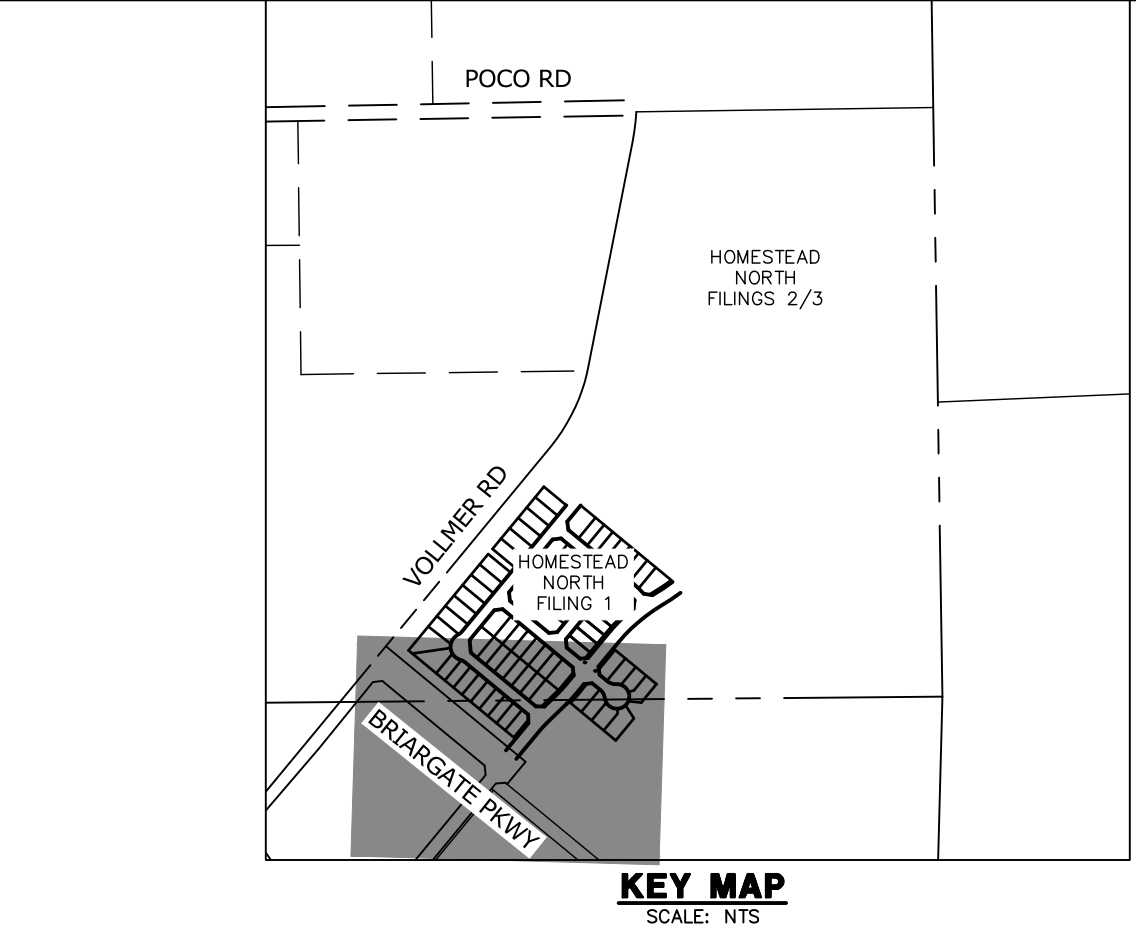 POCO RD
HOMESTEAD
NORTH
FILINGS 2/3
VOLLMER RD
HOMESTEAD
NORTH
FILING 1
BRIARGATE PKWY
KEY MAP
SCALE: NTS